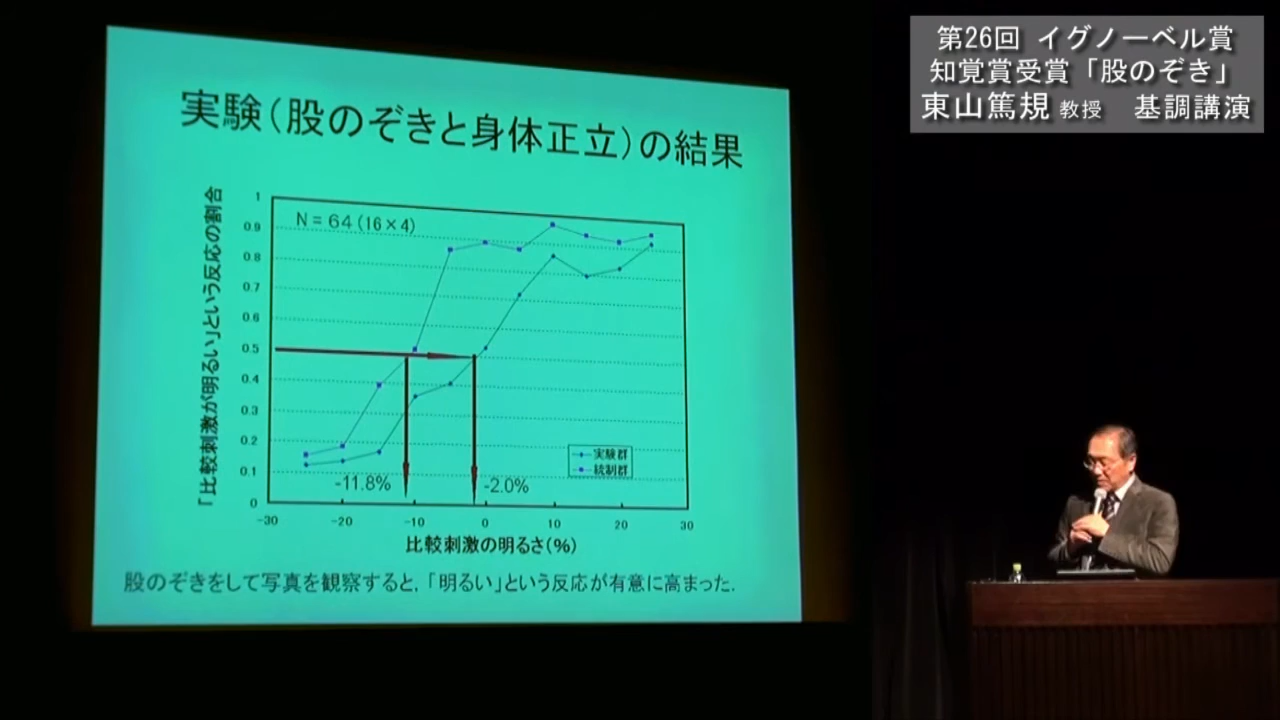 第26回 イグノーベル賞
知覚賞受賞「股のぞき」
東山篤規 教授 基調講演
実験(股のぞきと身体正立)の結果
「比較刺激が明るい」という反応の割合
N = 64 (16×4)
1
0.9
0.8
0.7
0.6
0.5
0.4
0.3
0.2
0.1
0
-11.8%
-2.0%
実験群
統制群
-30 -20 -10 0 10 20 30
比較刺激の明るさ(%)
股のぞきをして写真を観察すると,「明るい」という反応が有意に高まった.